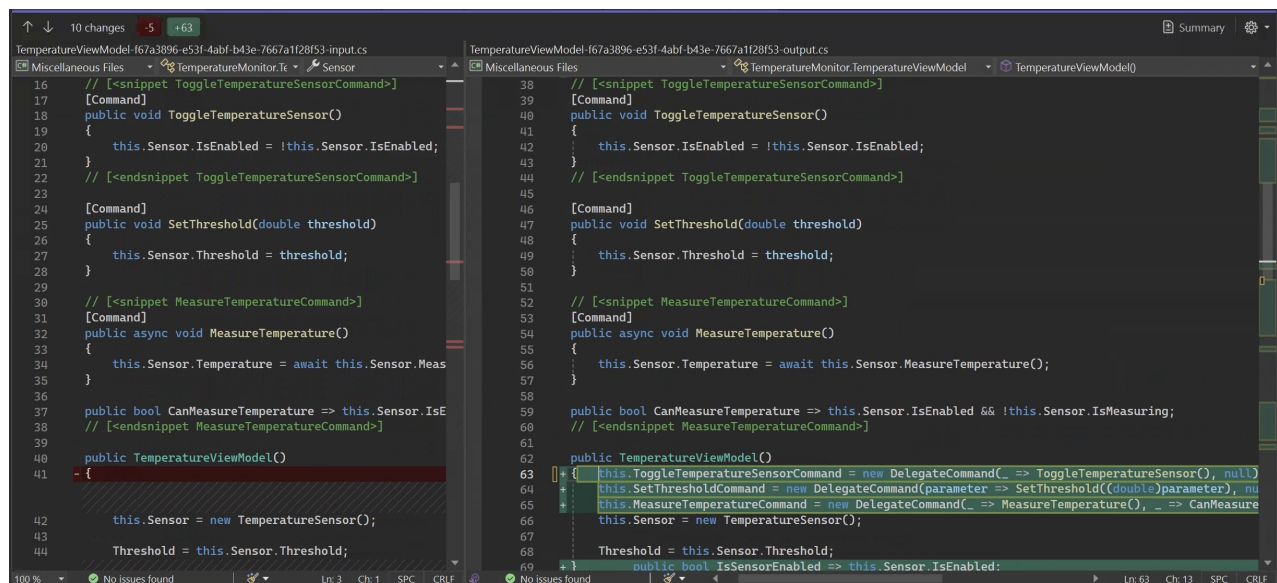 10 changes -5 +63 Summary
TemperatureViewModel-f67a3896-e53f-4abf-b43e-7667a1f28f53-input.cs
Miscellaneous Files TemperatureMonitor.Te Sensor
16 // [<snippet ToggleTemperatureSensorCommand>]
17 [Command]
18 public void ToggleTemperatureSensor()
19 {
20 this.Sensor.IsEnabled = !this.Sensor.IsEnabled;
21 }
22 // [<endsnippet ToggleTemperatureSensorCommand>]
23
24 [Command]
25 public void SetThreshold(double threshold)
26 {
27 this.Sensor.Threshold = threshold;
28 }
29
30 // [<snippet MeasureTemperatureCommand>]
31 [Command]
32 public async void MeasureTemperature()
33 {
34 this.Sensor.Temperature = await this.Sensor.Meas
35 }
36
37 public bool CanMeasureTemperature => this.Sensor.IsE
38 // [<endsnippet MeasureTemperatureCommand>]
39
40 public TemperatureViewModel()
41 - {
42 this.Sensor = new TemperatureSensor();
43
44 Threshold = this.Sensor.Threshold;
100 % No issues found Ln: 3 Ch: 1 SPC CRLF
TemperatureViewModel-f67a3896-e53f-4abf-b43e-7667a1f28f53-output.cs
Miscellaneous Files TemperatureMonitor.TemperatureViewModel TemperatureViewModel()
38 // [<snippet ToggleTemperatureSensorCommand>]
39 [Command]
40 public void ToggleTemperatureSensor()
41 {
42 this.Sensor.IsEnabled = !this.Sensor.IsEnabled;
43 }
44 // [<endsnippet ToggleTemperatureSensorCommand>]
45
46 [Command]
47 public void SetThreshold(double threshold)
48 {
49 this.Sensor.Threshold = threshold;
50 }
51
52 // [<snippet MeasureTemperatureCommand>]
53 [Command]
54 public async void MeasureTemperature()
55 {
56 this.Sensor.Temperature = await this.Sensor.MeasureTemperature();
57 }
58
59 public bool CanMeasureTemperature => this.Sensor.IsEnabled && !this.Sensor.IsMeasuring;
60 // [<endsnippet MeasureTemperatureCommand>]
61
62 public TemperatureViewModel()
63 + { this.ToggleTemperatureSensorCommand = new DelegateCommand(_ => ToggleTemperatureSensor(), null)
64 + this.SetThresholdCommand = new DelegateCommand(parameter => SetThreshold((double)parameter), nu
65 + this.MeasureTemperatureCommand = new DelegateCommand(_ => MeasureTemperature(), _ => CanMeasure
66 this.Sensor = new TemperatureSensor();
67
68 Threshold = this.Sensor.Threshold;
69 + } public bool IsSensorEnabled => this.Sensor.IsEnabled;
No issues found Ln: 63 Ch: 13 SPC CRLF